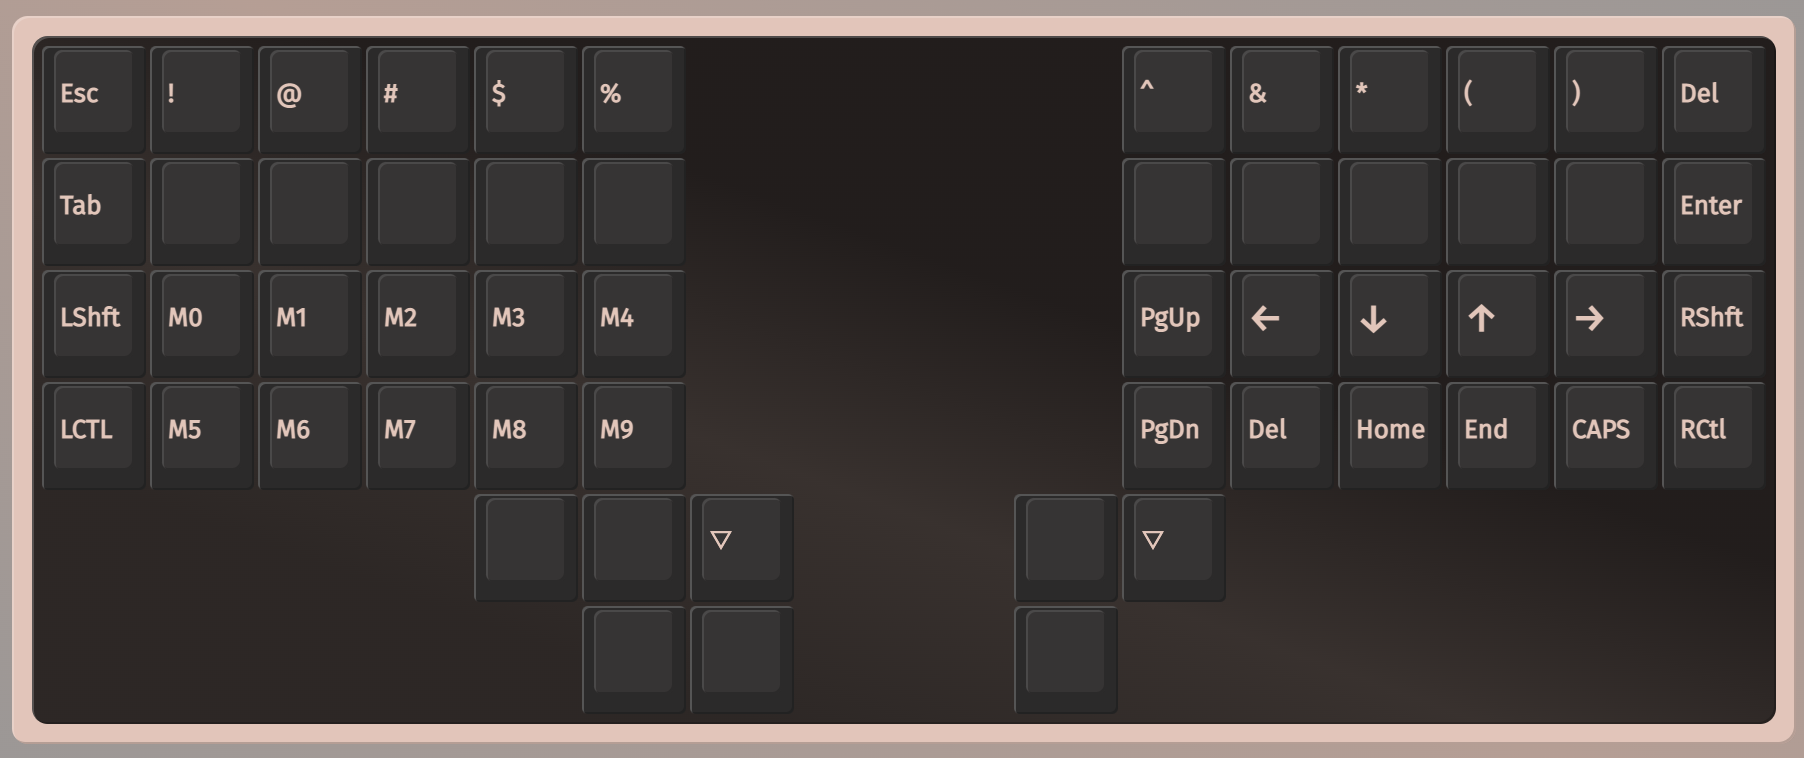 Esc ! @ # $ % ^ & * ( ) Del
Tab Enter
LShft M0 M1 M2 M3 M4 PgUp ← ↓ ↑ → RShft
LCTL M5 M6 M7 M8 M9 PgDn Del Home End CAPS RCtl
▽ ▽